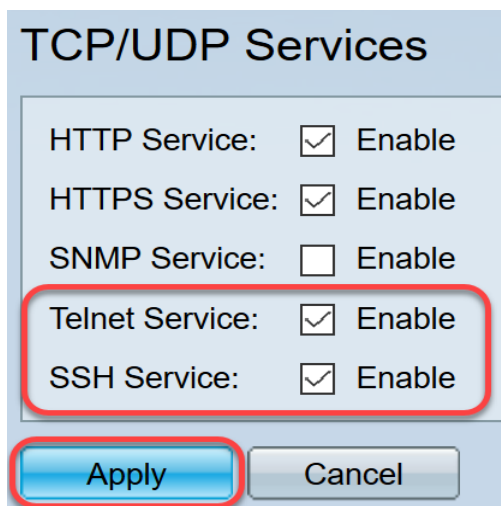 TCP/UDP Services
HTTP Service: Enable
HTTPS Service: Enable
SNMP Service: Enable
Telnet Service: Enable
SSH Service: Enable
Apply Cancel